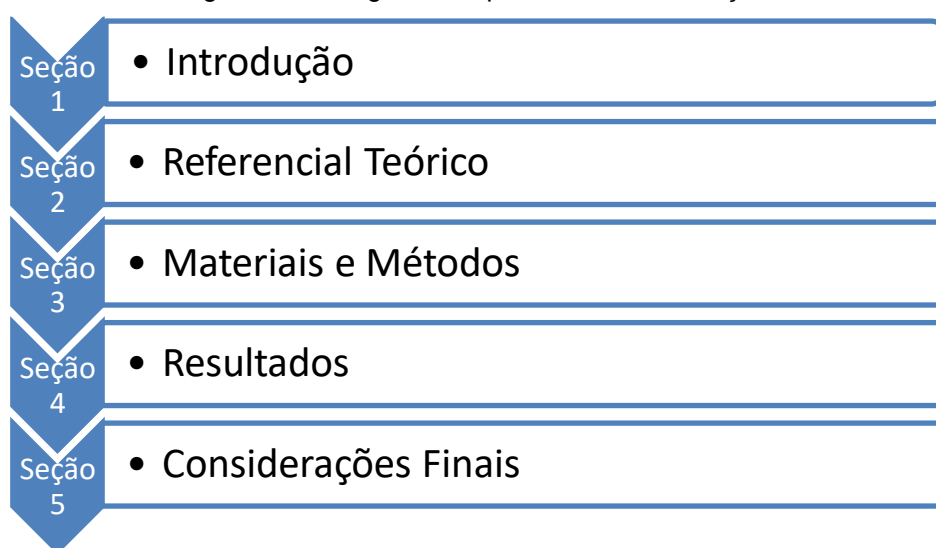 Seção
1
• Introdução
Seção
2
• Referencial Teórico
Seção
3
• Materiais e Métodos
Seção
4
• Resultados
Seção
5
• Considerações Finais